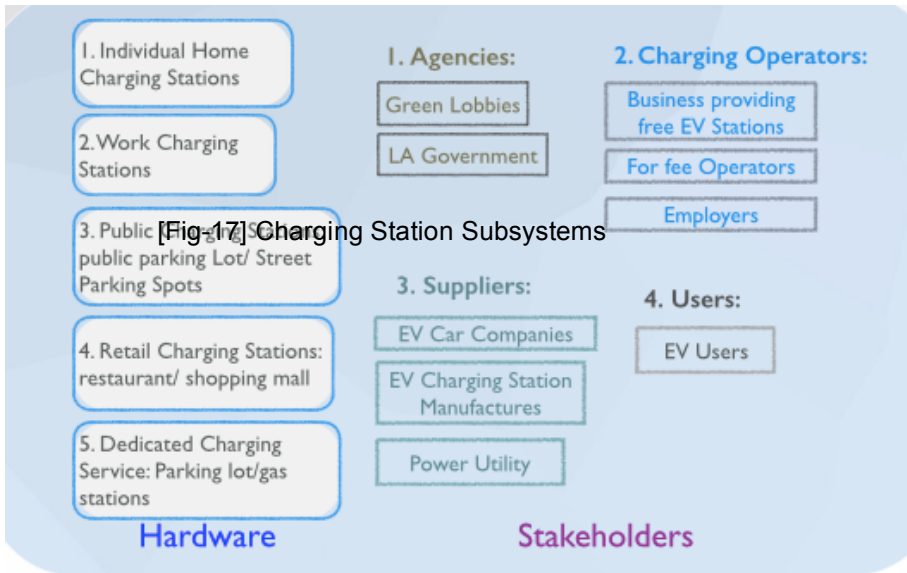 1. Individual Home
Charging Stations
2.Work Charging
Stations
3. Public
public parking Lot/ Street
Parking Spots
4. Retail Charging Stations:
restaurant/ shopping mall
5. Dedicated Charging
Service: Parking lot/gas
stations
Hardware
[Fig-17] Charging Station Subsystems
1. Agencies:
Green Lobbies
LA Government
2. Charging Operators:
Business providing
free EV Stations
For fee Operators
Employers
3. Suppliers:
EV Car Companies
EV Charging Station
Manufactures
Power Utility
4. Users:
EV Users
Stakeholders